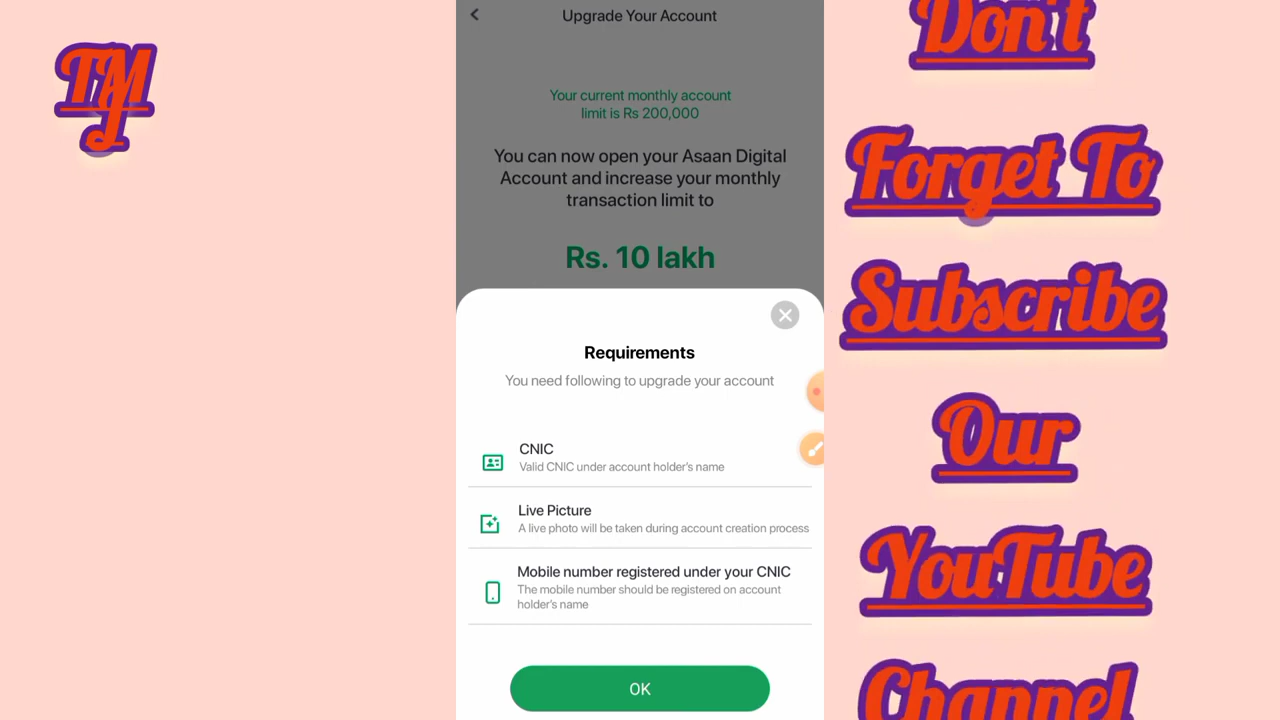 TMJ
Upgrade Your Account
Your current monthly account
limit is Rs 200,000
You can now open your Asaan Digital
Account and increase your monthly
transaction limit to
Rs. 10 lakh
Requirements
You need following to upgrade your account
CNIC
Valid CNIC under account holder's name
Live Picture
A live photo will be taken during account creation process
Mobile number registered under your CNIC
The mobile number should be registered on account
holder's name
OK
Don't
Forget To
Subscribe
Our
YouTube
Channel